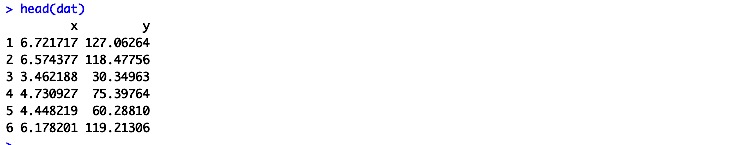 > head(dat)
x y
1 6.721717 127.06264
2 6.574377 118.47756
3 3.462188 30.34963
4 4.730927 75.39764
5 4.448219 60.28810
6 6.178201 119.21306